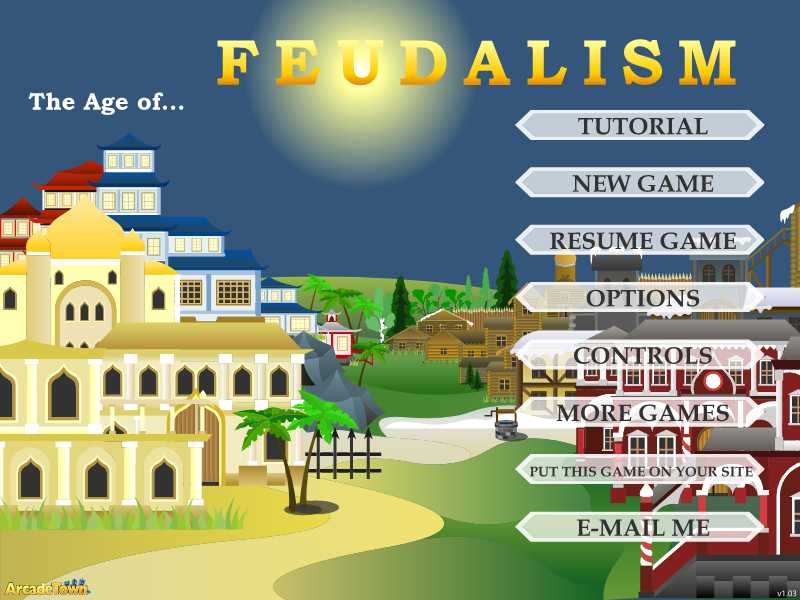 FEUDALISM
The Age of...
TUTORIAL
NEW GAME
RESUME GAME
OPTIONS
CONTROLS
MORE GAMES
PUT THIS GAME ON YOUR SITE
E-MAIL ME
ArcadeTown
v1.03